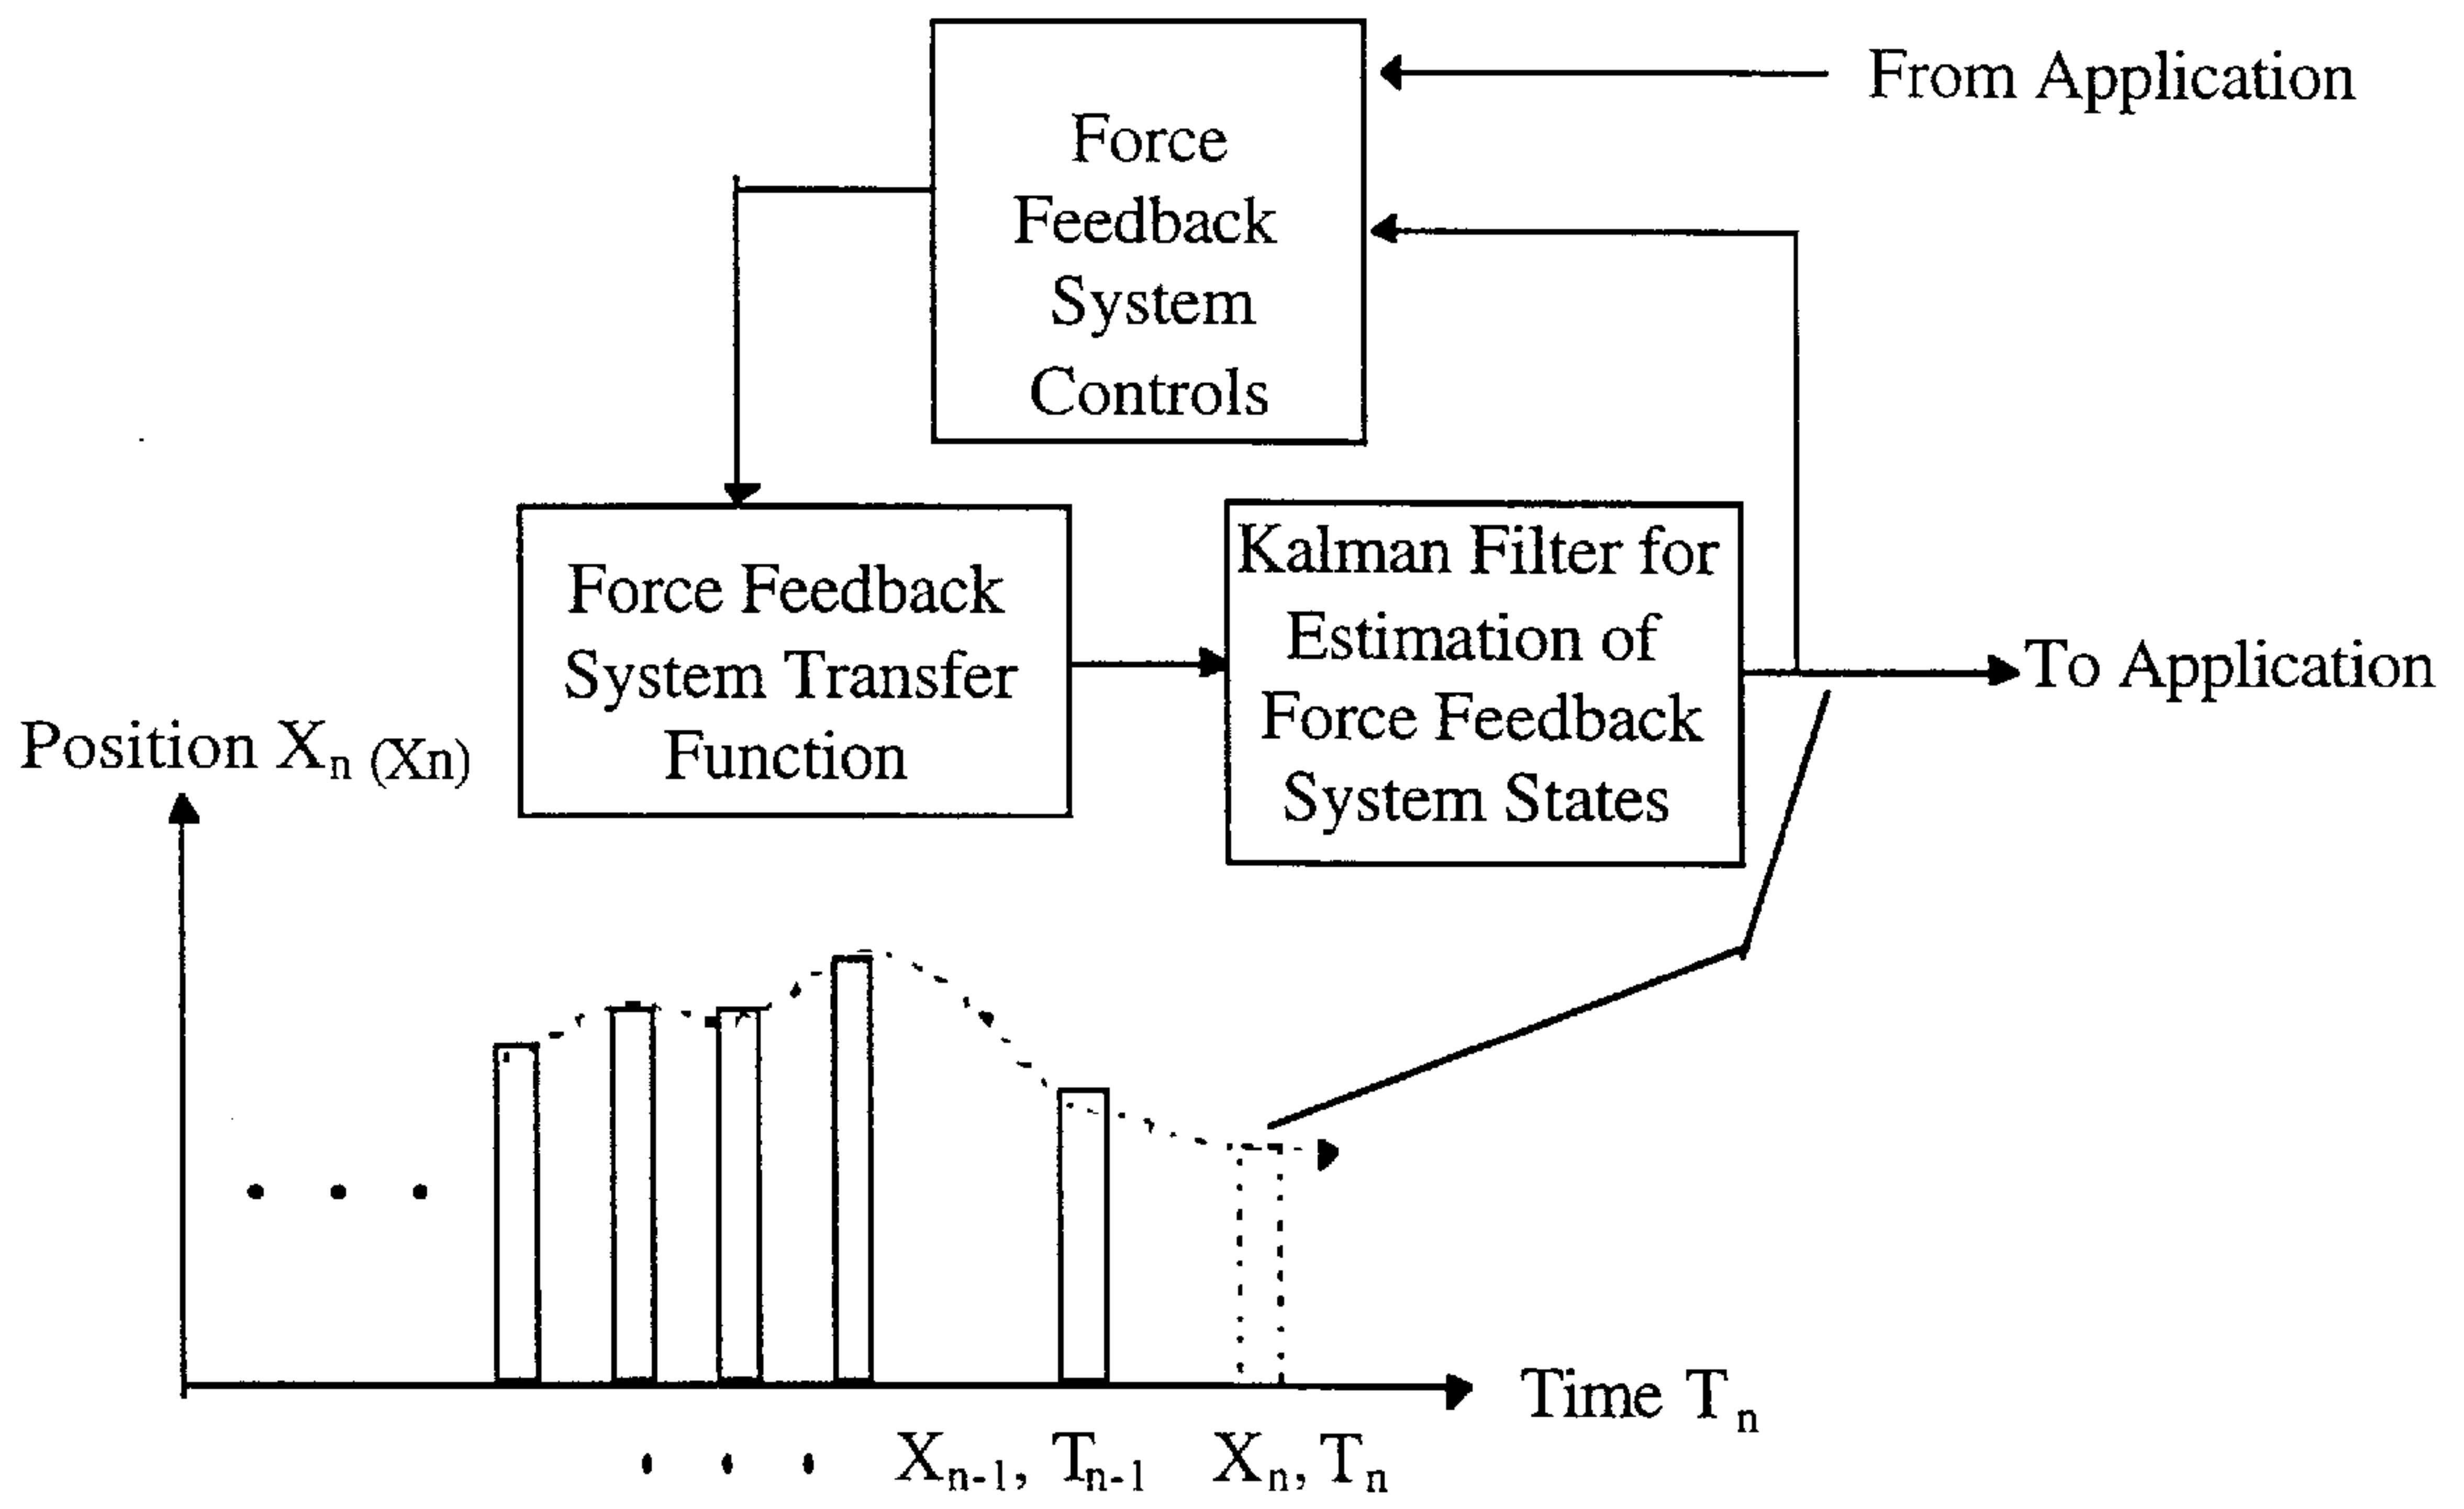 From Application
Force
Feedback
System
Controls
Kalman Filter for
Estimation of
Force Feedback
System States
Force Feedback
System Transfer
Function
To Application
Position Xₙ (Xn)
Time Tₙ
Xₙ₋₁, Tₙ₋₁
Xₙ, Tₙ